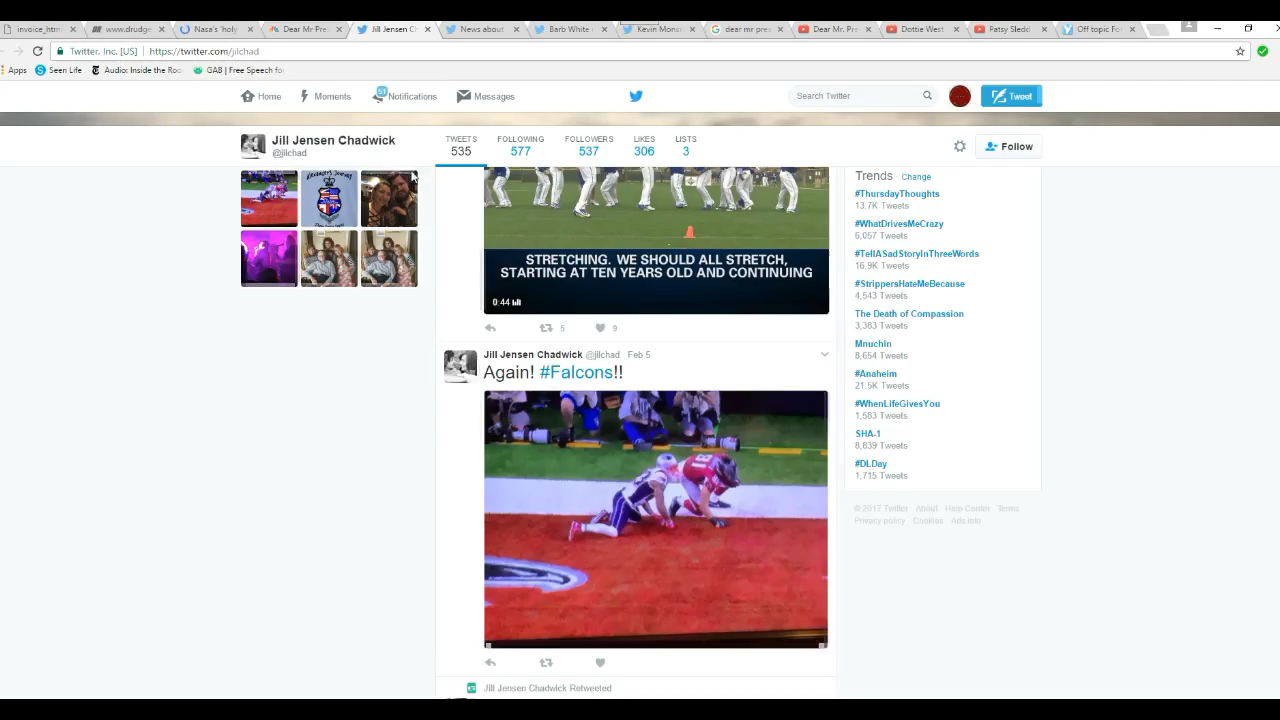 invoice_htm
www.drudge
Nasa's 'holy
Dear Mr Pre
Jill Jensen Ch
News about
Barb White
Kevin Monsi
dear mr pres
Dear Mr. Pre
Dottie West
Patsy Sledd
Off topic For
Twitter, Inc. [US] https://twitter.com/jilchad
Apps
Seen Life
Audio: Inside the Roo
GAB | Free Speech fo
Home
Moments
51
Notifications
Messages
Search Twitter
Tweet
Jill Jensen Chadwick
@jilchad
TWEETS
535
FOLLOWING
577
FOLLOWERS
537
LIKES
306
LISTS
3
Follow
STRETCHING. WE SHOULD ALL STRETCH,
STARTING AT TEN YEARS OLD AND CONTINUING
0:44
5
9
Jill Jensen Chadwick @jilchad Feb 5
Again! #Falcons!!
18
Jill Jensen Chadwick Retweeted
Trends Change
#ThursdayThoughts
13.7K Tweets
#WhatDrivesMeCrazy
6,057 Tweets
#TellASadStoryInThreeWords
16.9K Tweets
#StrippersHateMeBecause
4,543 Tweets
The Death of Compassion
3,383 Tweets
Mnuchin
8,654 Tweets
#Anaheim
21.5K Tweets
#WhenLifeGivesYou
1,583 Tweets
SHA-1
8,839 Tweets
#DLDay
1,715 Tweets
© 2017 Twitter About Help Center Terms
Privacy policy Cookies Ads info